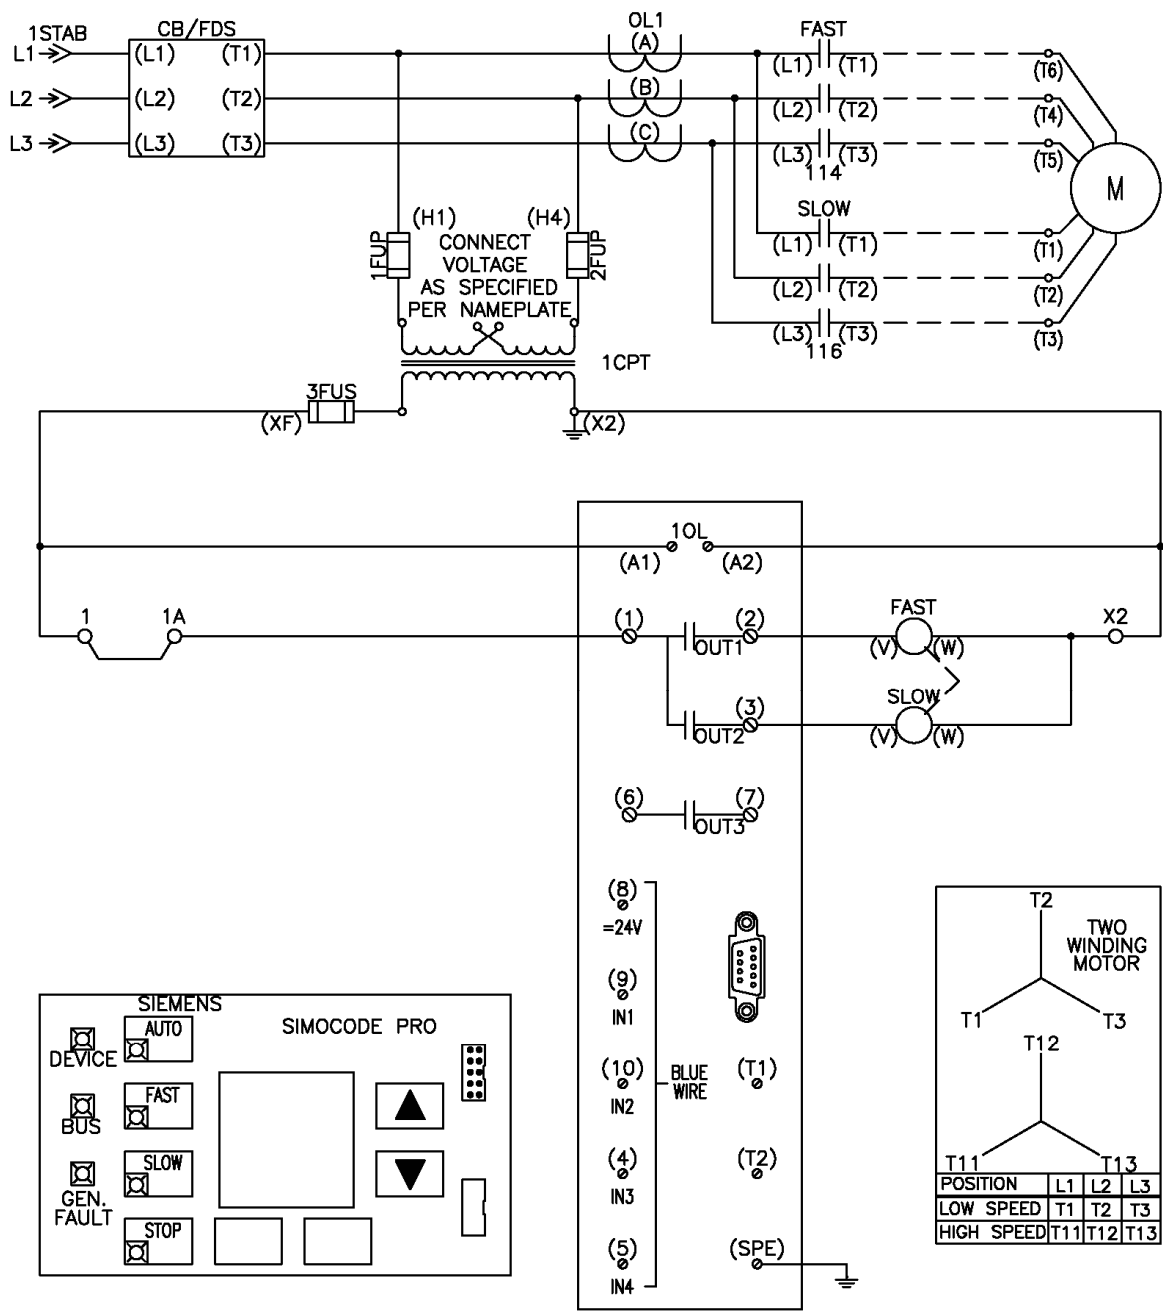 1STAB
CB/FDS
OL1
FAST
L1 (L1) (T1) (A) (L1) (T1) (T6)
L2 (L2) (T2) (B) (L2) (T2) (T4)
L3 (L3) (T3) (C) (L3) (T3) (T5)
114
M
SLOW
(L1) (T1) (T1)
(L2) (T2) (T2)
(L3) (T3) (T3)
116
(H1) (H4)
1FUP
2FUP
CONNECT
VOLTAGE
AS SPECIFIED
PER NAMEPLATE
1CPT
3FUS
(XF) (X2)
1OL
(A1) (A2)
1 1A (1) (2) FAST X2
OUT1 (V) (W)
(3) SLOW
OUT2 (V) (W)
(6) (7)
OUT3
(8)
=24V
(9)
IN1
(10) (T1)
IN2
BLUE
WIRE
(4) (T2)
IN3
(5) (SPE)
IN4
SIEMENS
SIMOCODE PRO
DEVICE
AUTO
BUS
FAST
GEN.
FAULT
SLOW
STOP
T2
TWO
WINDING
MOTOR
T1 T3
T12
T11 T13
POSITION L1 L2 L3
LOW SPEED T1 T2 T3
HIGH SPEED T11 T12 T13